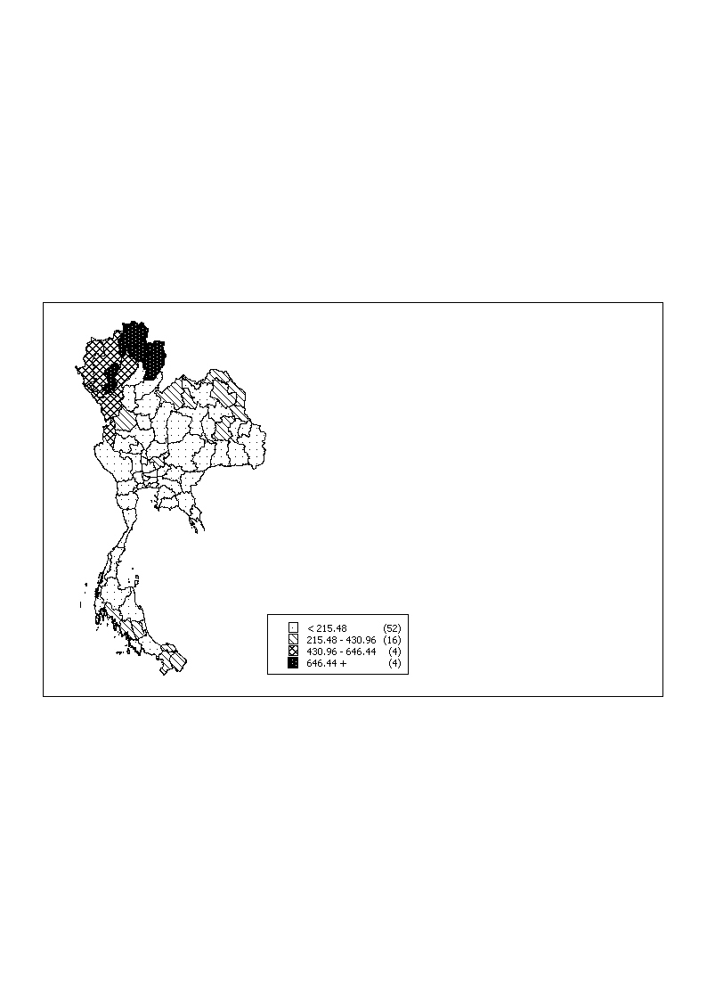 < 215.48 (52)
215.48 - 430.96 (16)
430.96 - 646.44 (4)
646.44 + (4)